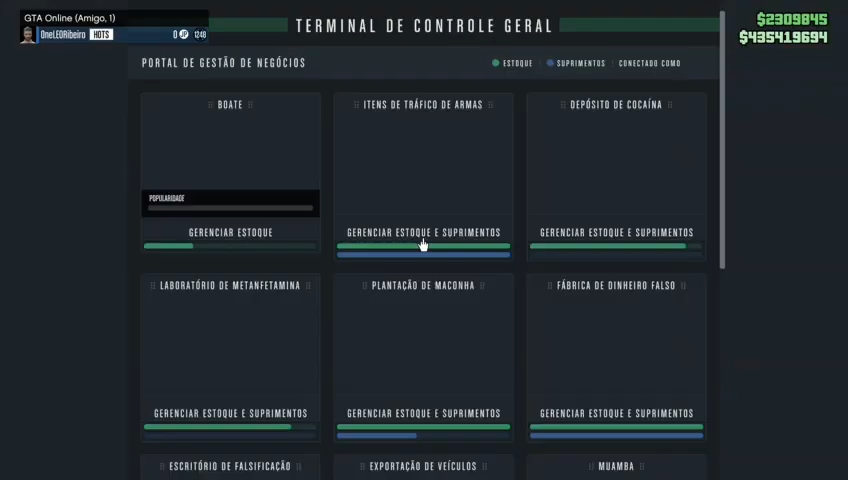 GTA Online (Amigo, 1)
OneLEORibeiro HOTS 0 JP 1248
$2309845
$435419694
TERMINAL DE CONTROLE GERAL
PORTAL DE GESTÃO DE NEGÓCIOS
ESTOQUE SUPRIMENTOS CONECTADO COMO
BOATE ITENS DE TRÁFICO DE ARMAS DEPÓSITO DE COCAÍNA
POPULARIDADE
GERENCIAR ESTOQUE GERENCIAR ESTOQUE E SUPRIMENTOS GERENCIAR ESTOQUE E SUPRIMENTOS
LABORATÓRIO DE METANFETAMINA PLANTAÇÃO DE MACONHA FÁBRICA DE DINHEIRO FALSO
GERENCIAR ESTOQUE E SUPRIMENTOS GERENCIAR ESTOQUE E SUPRIMENTOS GERENCIAR ESTOQUE E SUPRIMENTOS
ESCRITÓRIO DE FALSIFICAÇÃO EXPORTAÇÃO DE VEÍCULOS MUAMBA